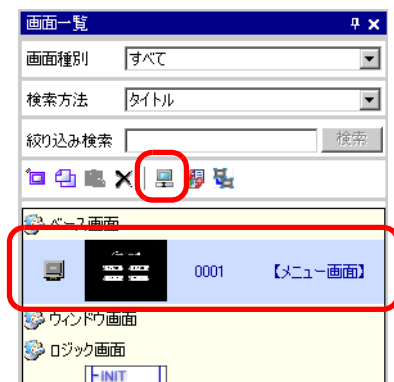 画面一覧
画面種別 すべて
検索方法 タイトル
絞り込み検索 検索
ベース画面
0001 【メニュー画面】
ウィンドウ画面
ロジック画面
INIT